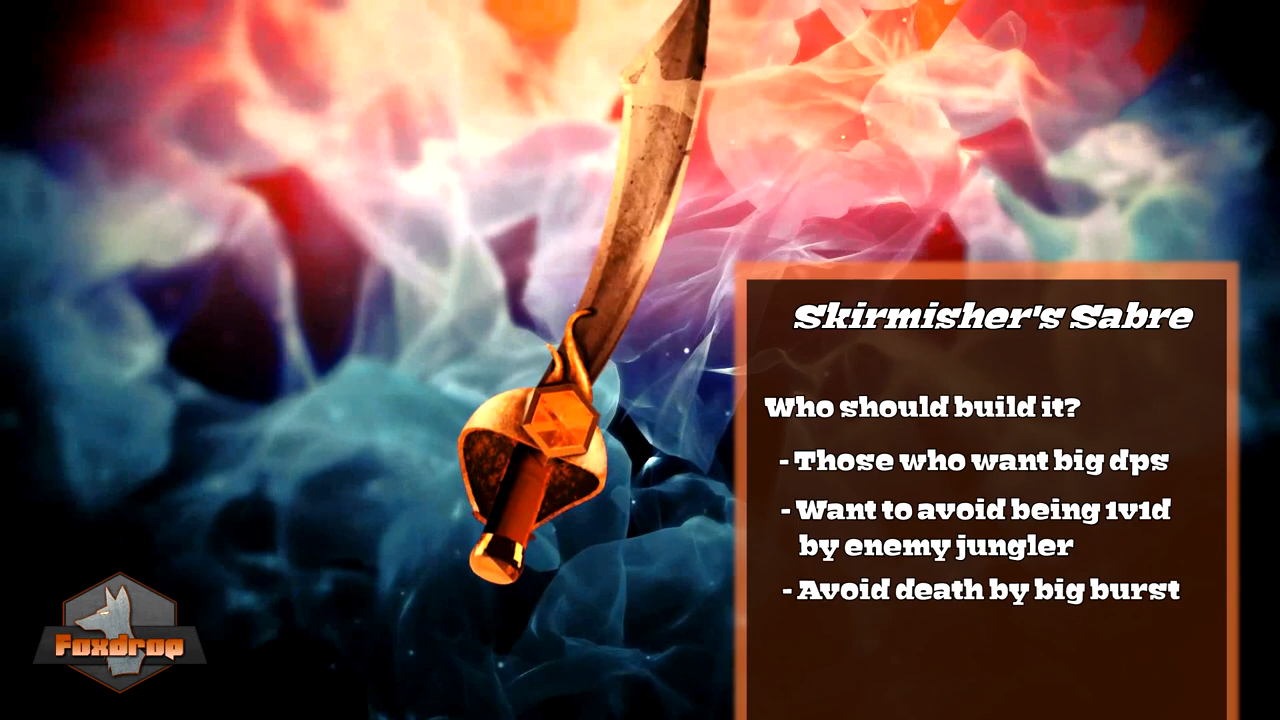 Skirmisher's Sabre
Who should build it?
- Those who want big dps
- Want to avoid being 1v1d
by enemy jungler
- Avoid death by big burst
Foxdrop